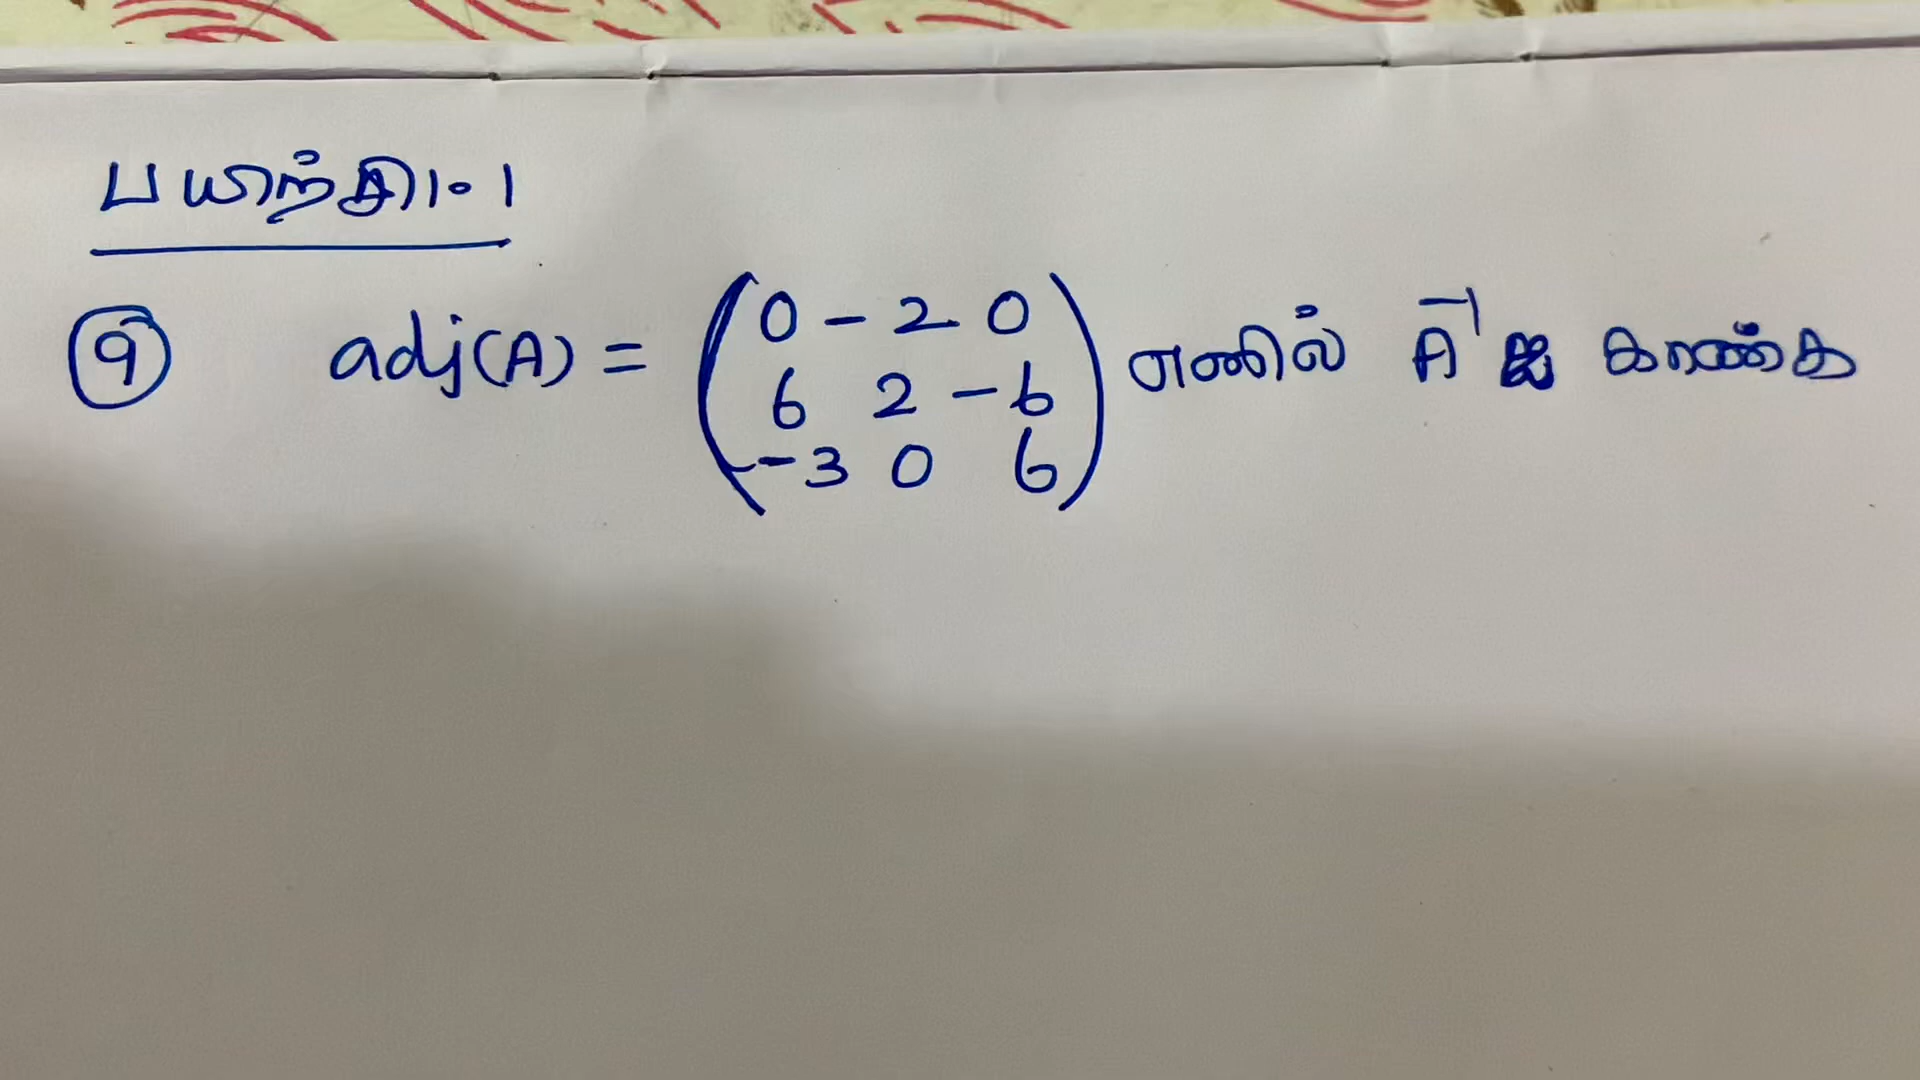 பயிற்சி 1.1
9 adj(A) = ( 0 -2 0 எனில் A⁻¹ ஐ காண்க
6 2 -6
-3 0 6 )